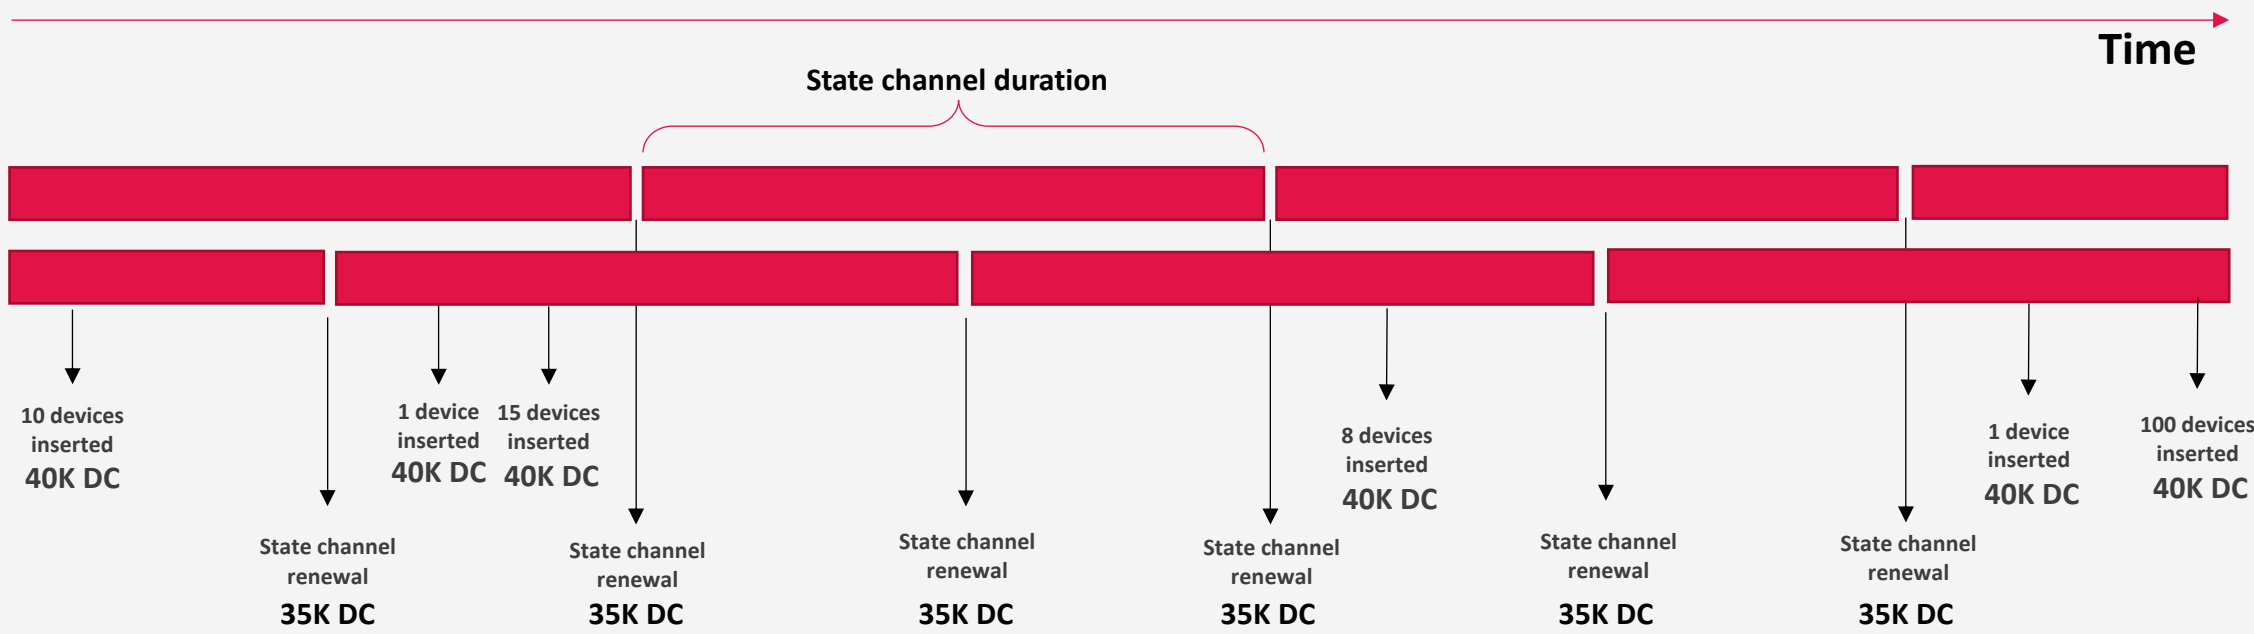 Time
State channel duration
10 devices
inserted
40K DC
1 device
inserted
40K DC
15 devices
inserted
40K DC
8 devices
inserted
40K DC
1 device
inserted
40K DC
100 devices
inserted
40K DC
State channel
renewal
35K DC
State channel
renewal
35K DC
State channel
renewal
35K DC
State channel
renewal
35K DC
State channel
renewal
35K DC
State channel
renewal
35K DC